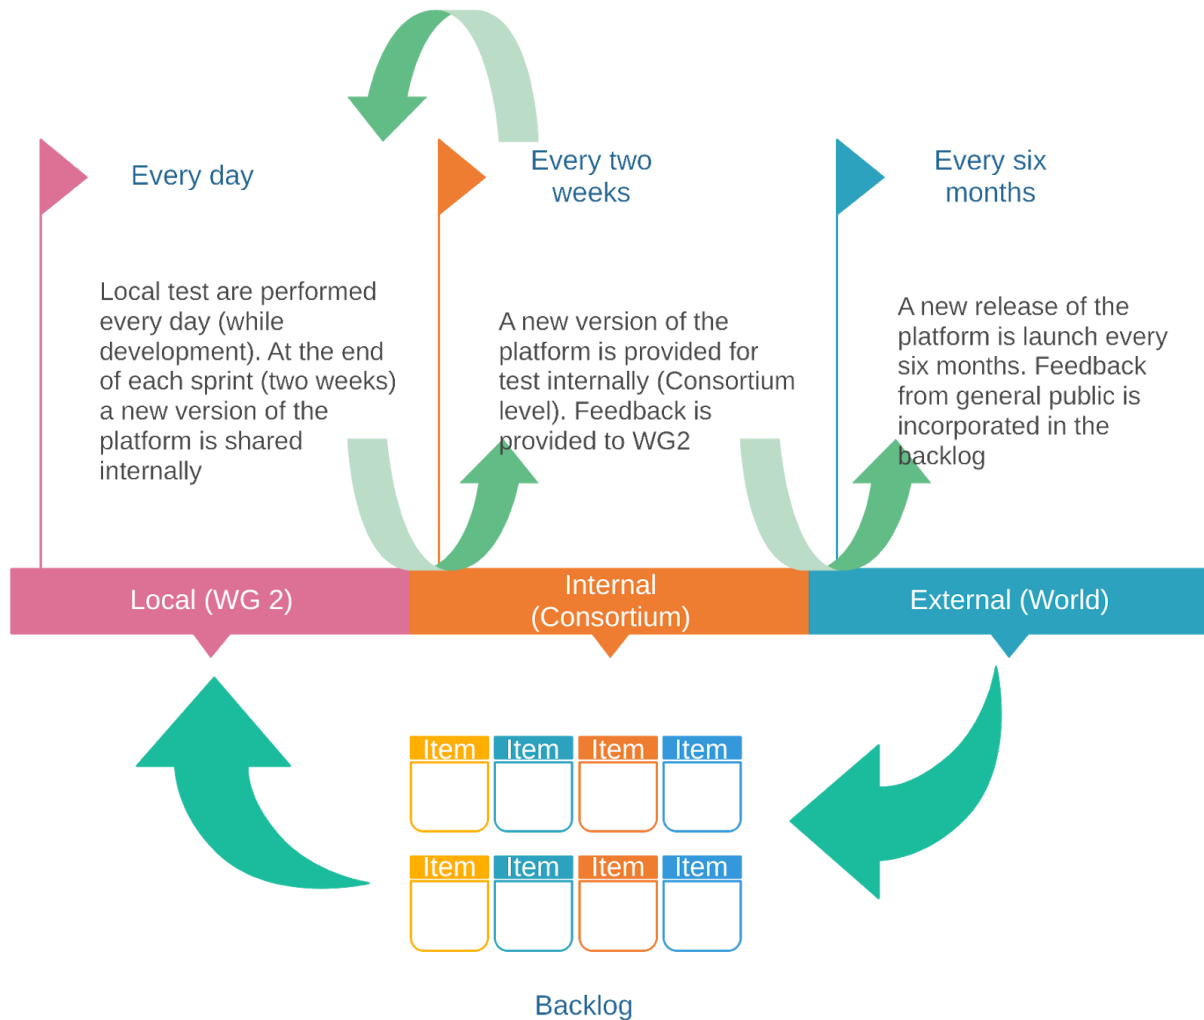 Every day
Every two
weeks
Every six
months
Local test are performed
every day (while
development). At the end
of each sprint (two weeks)
a new version of the
platform is shared
internally
A new version of the
platform is provided for
test internally (Consortium
level). Feedback is
provided to WG2
A new release of the
platform is launch every
six months. Feedback
from general public is
incorporated in the
backlog
Local (WG 2)
Internal
(Consortium)
External (World)
Item Item Item Item
Item Item Item Item
Backlog